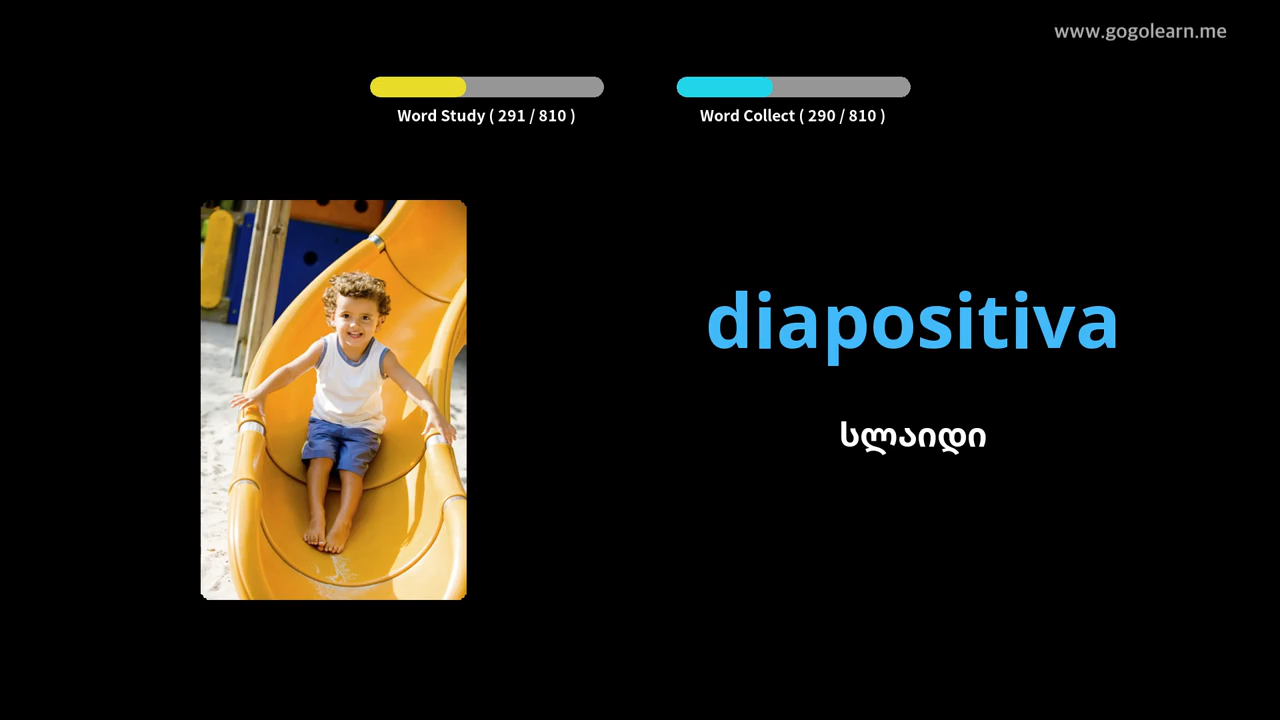 www.gogolearn.me
Word Study ( 291 / 810 )
Word Collect ( 290 / 810 )
diapositiva
სლაიდი